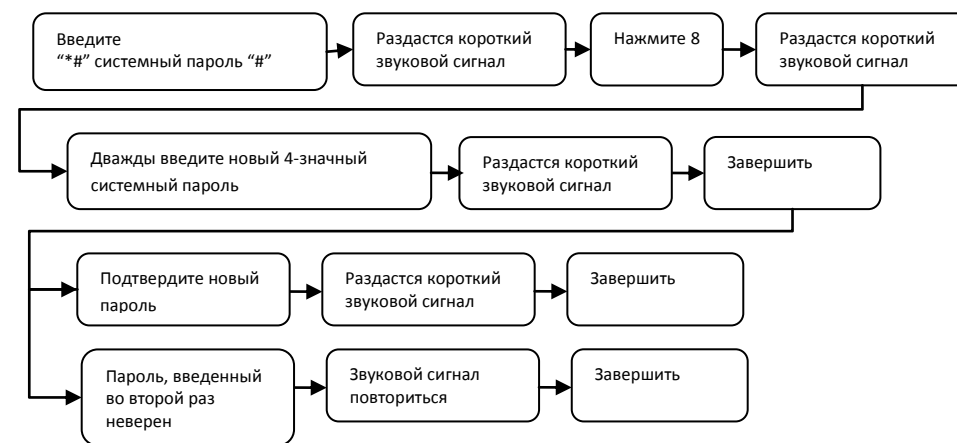 Введите
“*#” системный пароль “#”
Раздастся короткий
звуковой сигнал
Нажмите 8
Раздастся короткий
звуковой сигнал
Дважды введите новый 4-значный
системный пароль
Раздастся короткий
звуковой сигнал
Завершить
Подтвердите новый
пароль
Раздастся короткий
звуковой сигнал
Завершить
Пароль, введенный
во второй раз
неверен
Звуковой сигнал
повториться
Завершить